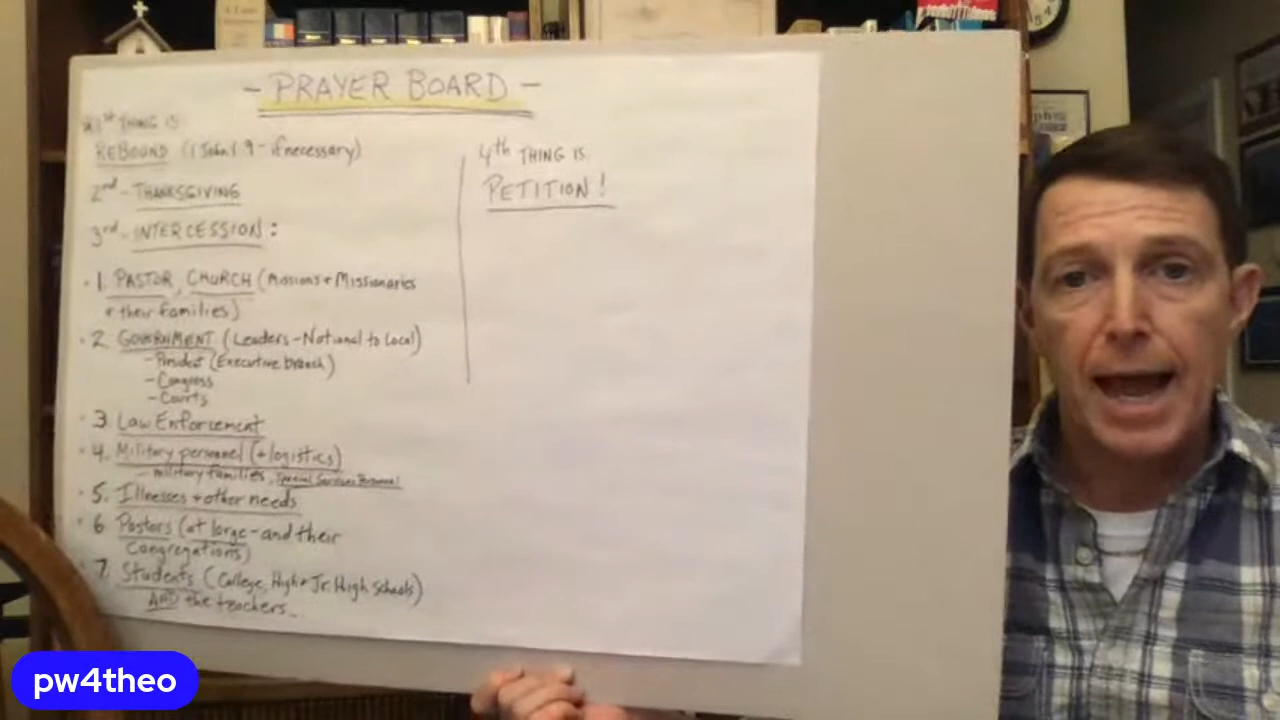 - PRAYER BOARD -
1st THING IS
REBOUND (1 John 1 9 - if necessary)
2nd - THANKSGIVING
3rd - INTERCESSION:
1. PASTOR, CHURCH (Missions + Missionaries
+ their families)
2. GOVERNMENT (Leaders - National to Local)
- President (Executive branch)
- Congress
- Courts
3. Law Enforcement
4. Military personnel (+ logistics)
- military families, Special Services Personnel
5. Illnesses + other needs
6 Pastors (at large - and their
Congregations)
7. Students (College, High + Jr. High Schools)
AND the teachers
4th THING IS
PETITION!
pw4theo